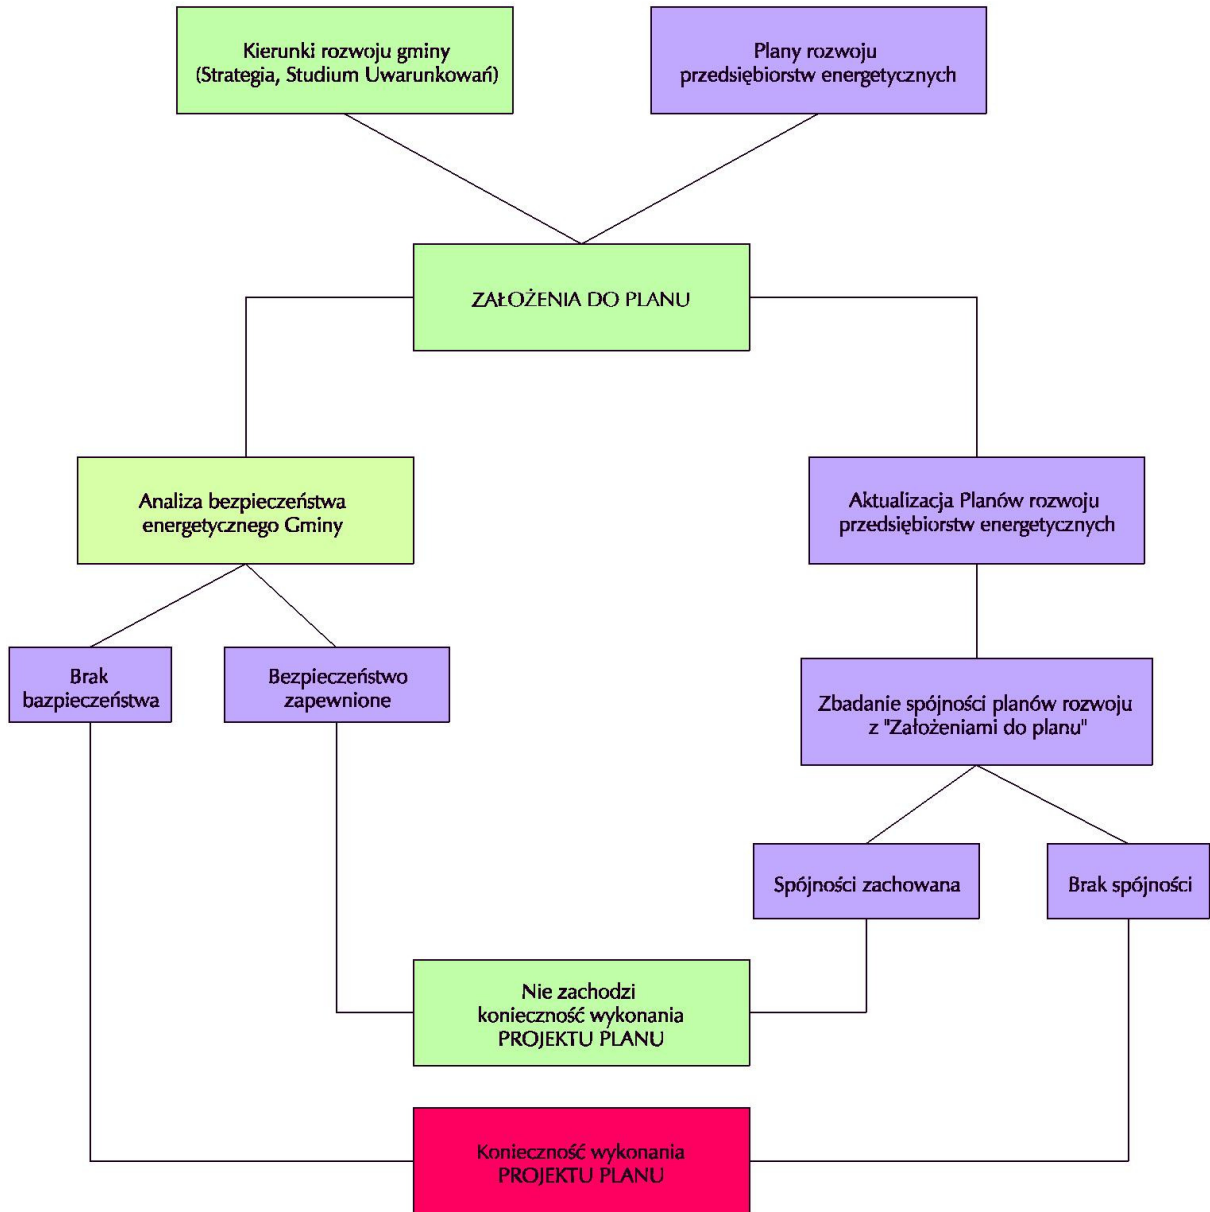 Kierunki rozwoju gminy
(Strategia, Studium Uwarunkowań)
Plany rozwoju
przedsiębiorstw energetycznych
ZAŁOŻENIA DO PLANU
Analiza bezpieczeństwa
energetycznego Gminy
Aktualizacja Planów rozwoju
przedsiębiorstw energetycznych
Brak
bazpieczeństwa
Bezpieczeństwo
zapewnione
Zbadanie spójności planów rozwoju
z "Założeniami do planu"
Spójności zachowana
Brak spójności
Nie zachodzi
konieczność wykonania
PROJEKTU PLANU
Konieczność wykonania
PROJEKTU PLANU